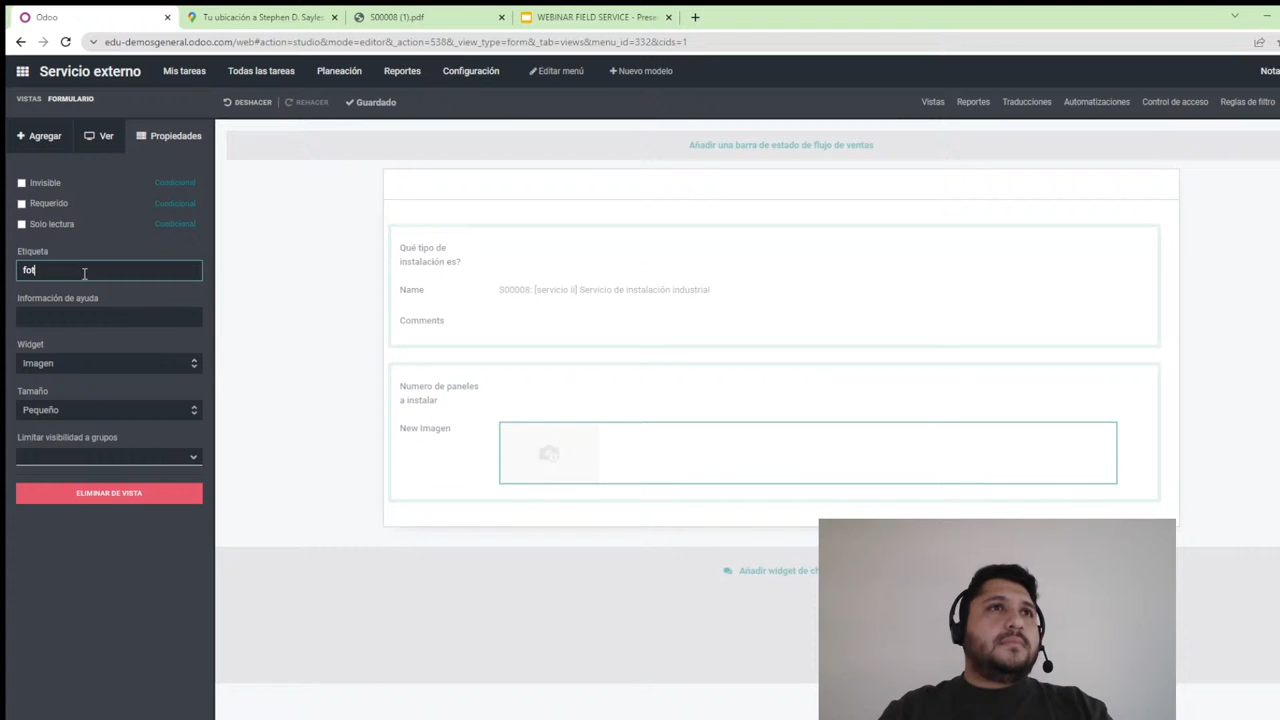 Odoo
Tu ubicación a Stephen D. Sayles
S00008 (1).pdf
WEBINAR FIELD SERVICE - Prese
edu-demosgeneral.odoo.com/web#action=studio&mode=editor&_action=538&_view_type=form&_tab=views&menu_id=332&cids=1
Servicio externo
Mis tareas
Todas las tareas
Planeación
Reportes
Configuración
Editar menú
+ Nuevo modelo
Nota
VISTAS FORMULARIO
DESHACER
REHACER
Guardado
Vistas
Reportes
Traducciones
Automatizaciones
Control de acceso
Reglas de filtro
+ Agregar
Ver
Propiedades
Añadir una barra de estado de flujo de ventas
Invisible Condicional
Requerido Condicional
Solo lectura Condicional
Etiqueta
fot
Información de ayuda
Widget
Imagen
Tamaño
Pequeño
Limitar visibilidad a grupos
ELIMINAR DE VISTA
Qué tipo de
instalación es?
Name S00008: [servicio ii] Servicio de instalación industrial
Comments
Numero de paneles
a instalar
New Imagen
Añadir widget de ch